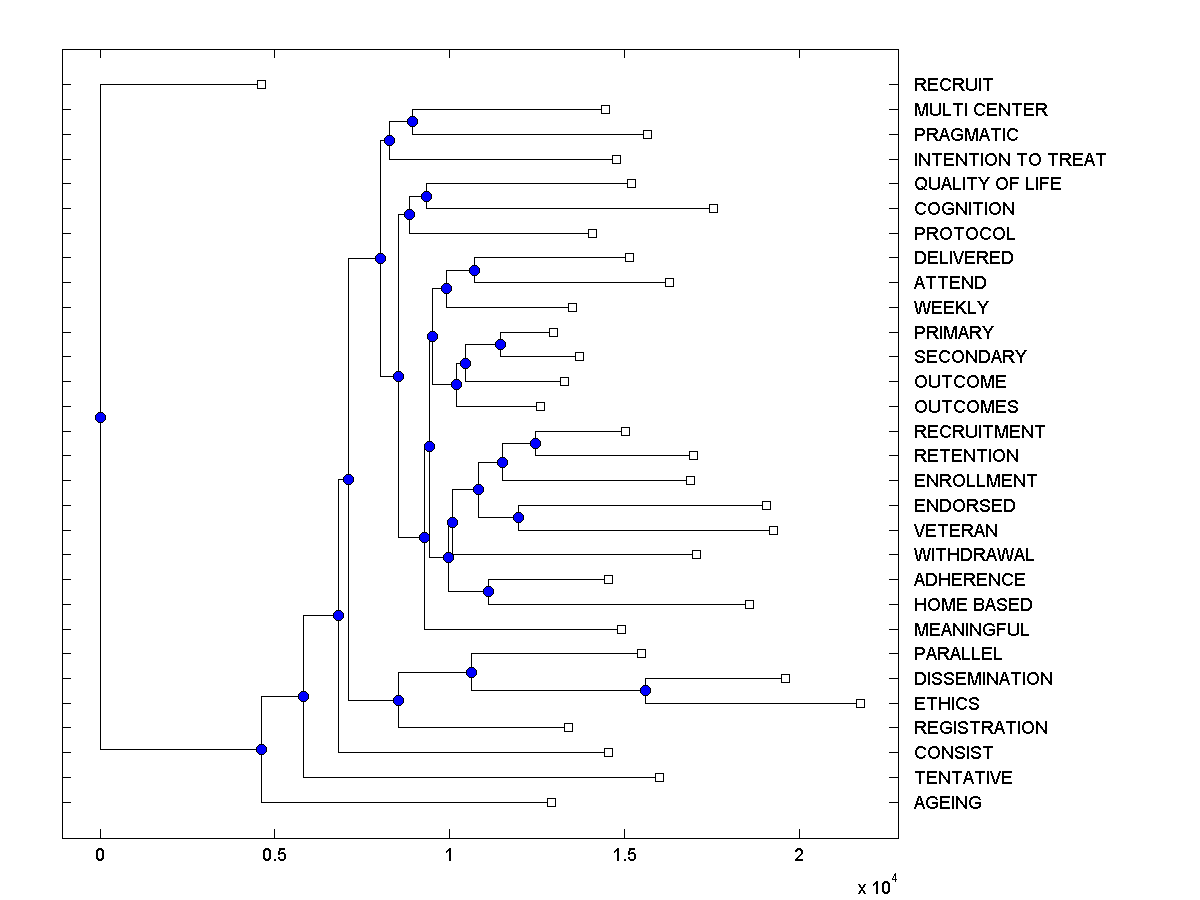 RECRUIT
MULTI CENTER
PRAGMATIC
INTENTION TO TREAT
QUALITY OF LIFE
COGNITION
PROTOCOL
DELIVERED
ATTEND
WEEKLY
PRIMARY
SECONDARY
OUTCOME
OUTCOMES
RECRUITMENT
RETENTION
ENROLLMENT
ENDORSED
VETERAN
WITHDRAWAL
ADHERENCE
HOME BASED
MEANINGFUL
PARALLEL
DISSEMINATION
ETHICS
REGISTRATION
CONSIST
TENTATIVE
AGEING
0 0.5 1 1.5 2
x 10^4